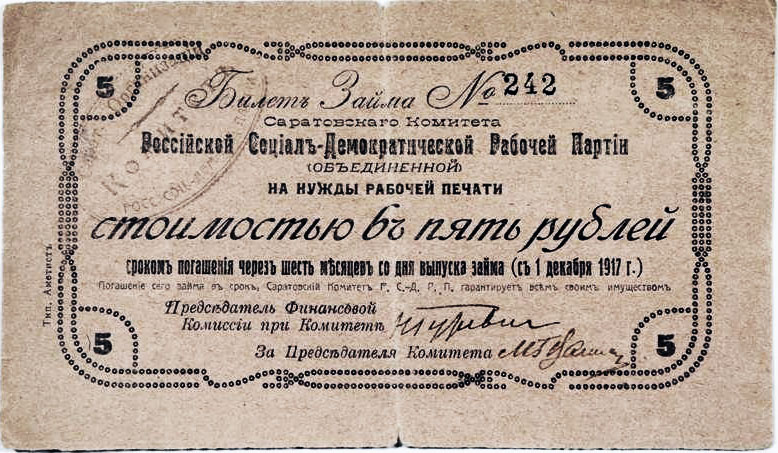 5
5
Билетъ Займа № 242
Саратовскаго Комитета
Россійской Соціалъ-Демократической Рабочей Партіи
(ОБЪЕДИНЕННОЙ)
НА НУЖДЫ РАБОЧЕЙ ПЕЧАТИ
стоимостью въ пять рублей
срокомъ погашенія черезъ шесть мѣсяцевъ со дня выпуска займа (съ 1 декабря 1917 г.)
Погашеніе сего займа въ срокъ, Саратовскій Комитетъ Р. С.-Д. Р. П. гарантируетъ всѣмъ своимъ имуществомъ
Предсѣдатель Финансовой
Комиссіи при Комитетѣ
За Предсѣдателя Комитета
5
5
Тип. Аметистъ
КОМИТЕТ